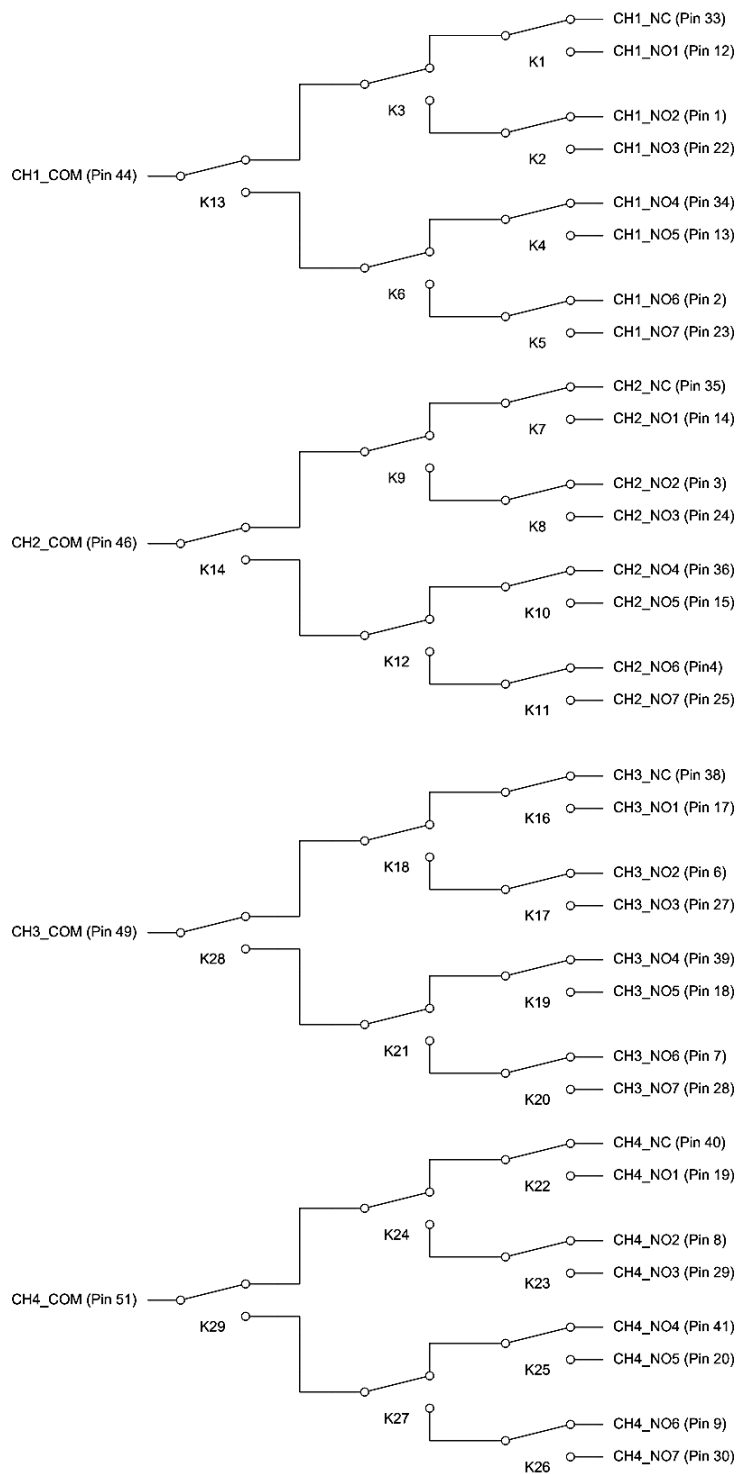 CH1_NC (Pin 33)
K1
CH1_NO1 (Pin 12)
K3
CH1_NO2 (Pin 1)
K2
CH1_NO3 (Pin 22)
CH1_COM (Pin 44)
K13
CH1_NO4 (Pin 34)
K4
CH1_NO5 (Pin 13)
K6
CH1_NO6 (Pin 2)
K5
CH1_NO7 (Pin 23)
CH2_NC (Pin 35)
K7
CH2_NO1 (Pin 14)
K9
CH2_NO2 (Pin 3)
K8
CH2_NO3 (Pin 24)
CH2_COM (Pin 46)
K14
CH2_NO4 (Pin 36)
K10
CH2_NO5 (Pin 15)
K12
CH2_NO6 (Pin4)
K11
CH2_NO7 (Pin 25)
CH3_NC (Pin 38)
K16
CH3_NO1 (Pin 17)
K18
CH3_NO2 (Pin 6)
K17
CH3_NO3 (Pin 27)
CH3_COM (Pin 49)
K28
CH3_NO4 (Pin 39)
K19
CH3_NO5 (Pin 18)
K21
CH3_NO6 (Pin 7)
K20
CH3_NO7 (Pin 28)
CH4_NC (Pin 40)
K22
CH4_NO1 (Pin 19)
K24
CH4_NO2 (Pin 8)
K23
CH4_NO3 (Pin 29)
CH4_COM (Pin 51)
K29
CH4_NO4 (Pin 41)
K25
CH4_NO5 (Pin 20)
K27
CH4_NO6 (Pin 9)
K26
CH4_NO7 (Pin 30)